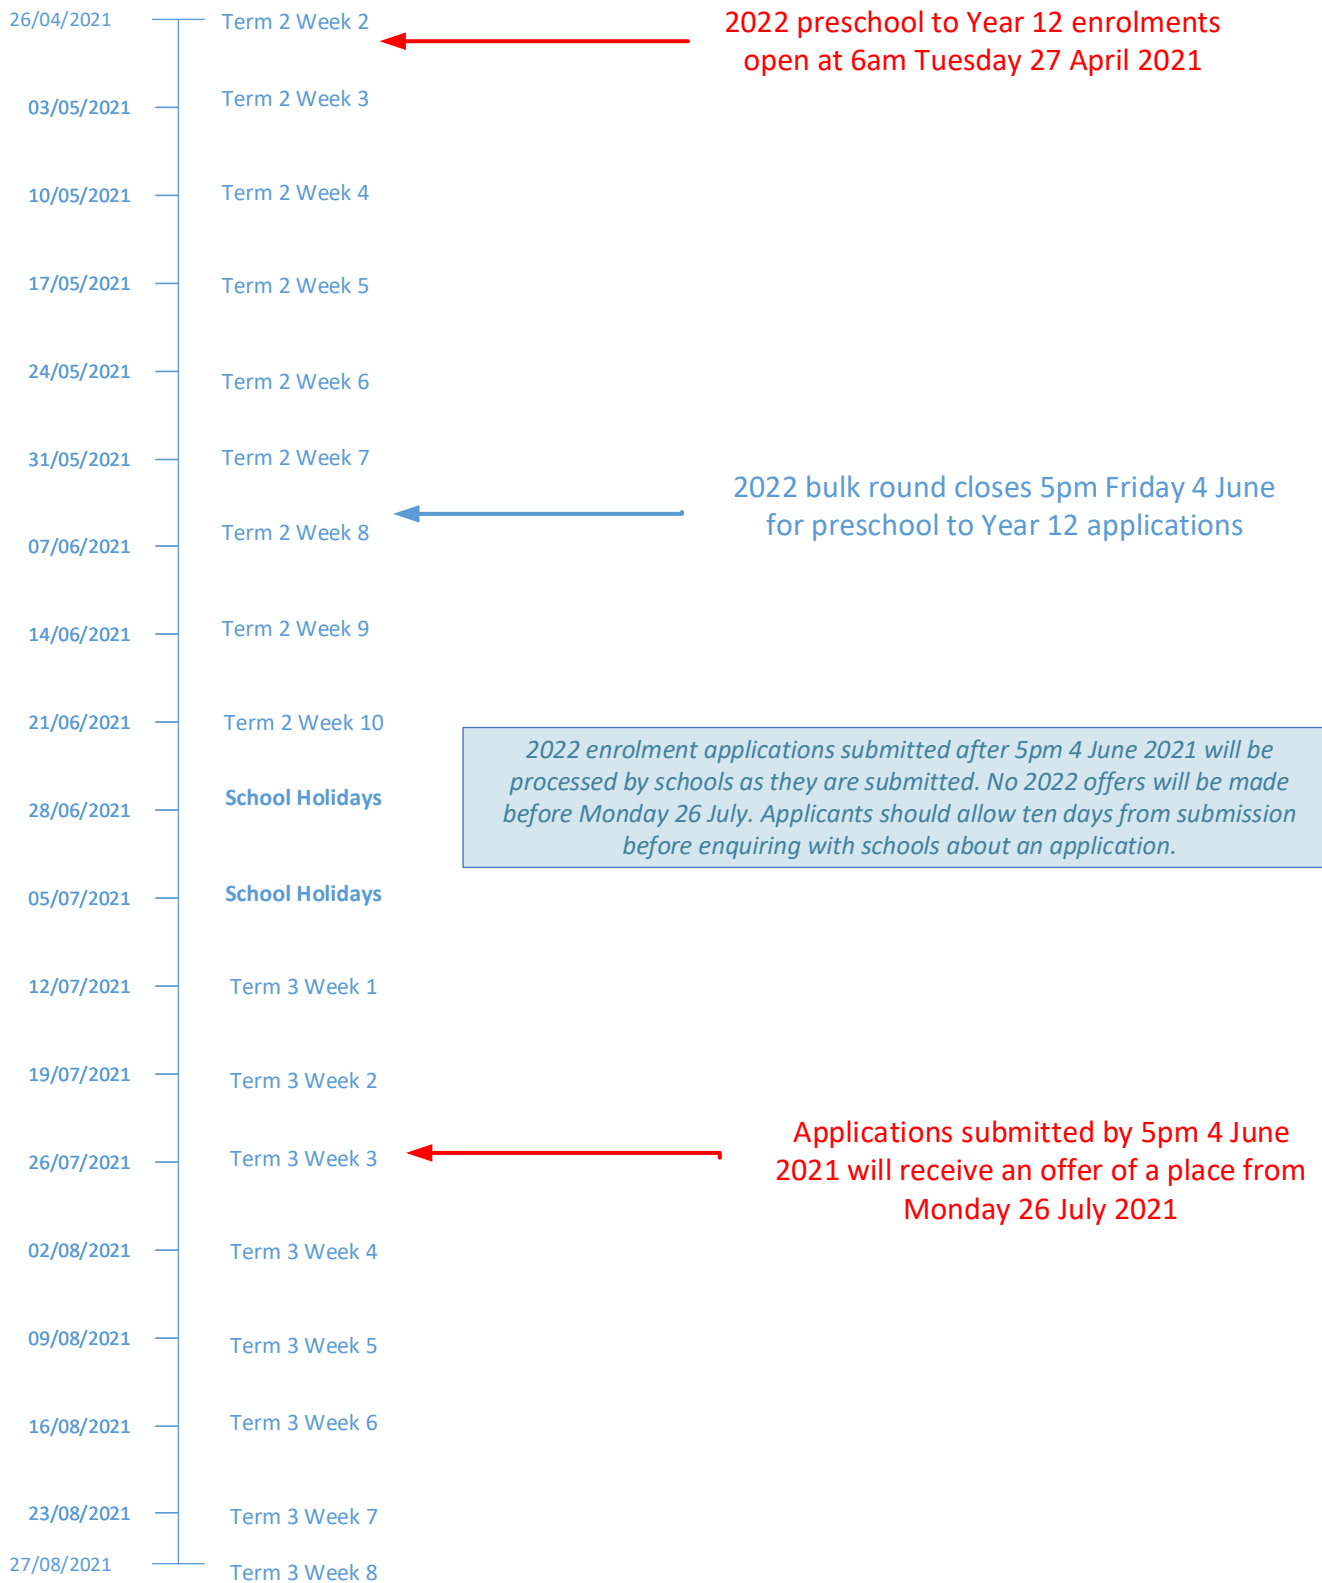 26/04/2021 Term 2 Week 2
2022 preschool to Year 12 enrolments
open at 6am Tuesday 27 April 2021
03/05/2021 Term 2 Week 3
10/05/2021 Term 2 Week 4
17/05/2021 Term 2 Week 5
24/05/2021 Term 2 Week 6
31/05/2021 Term 2 Week 7
2022 bulk round closes 5pm Friday 4 June
for preschool to Year 12 applications
07/06/2021 Term 2 Week 8
14/06/2021 Term 2 Week 9
21/06/2021 Term 2 Week 10
2022 enrolment applications submitted after 5pm 4 June 2021 will be
processed by schools as they are submitted. No 2022 offers will be made
before Monday 26 July. Applicants should allow ten days from submission
before enquiring with schools about an application.
28/06/2021 School Holidays
05/07/2021 School Holidays
12/07/2021 Term 3 Week 1
19/07/2021 Term 3 Week 2
26/07/2021 Term 3 Week 3
Applications submitted by 5pm 4 June
2021 will receive an offer of a place from
Monday 26 July 2021
02/08/2021 Term 3 Week 4
09/08/2021 Term 3 Week 5
16/08/2021 Term 3 Week 6
23/08/2021 Term 3 Week 7
27/08/2021 Term 3 Week 8